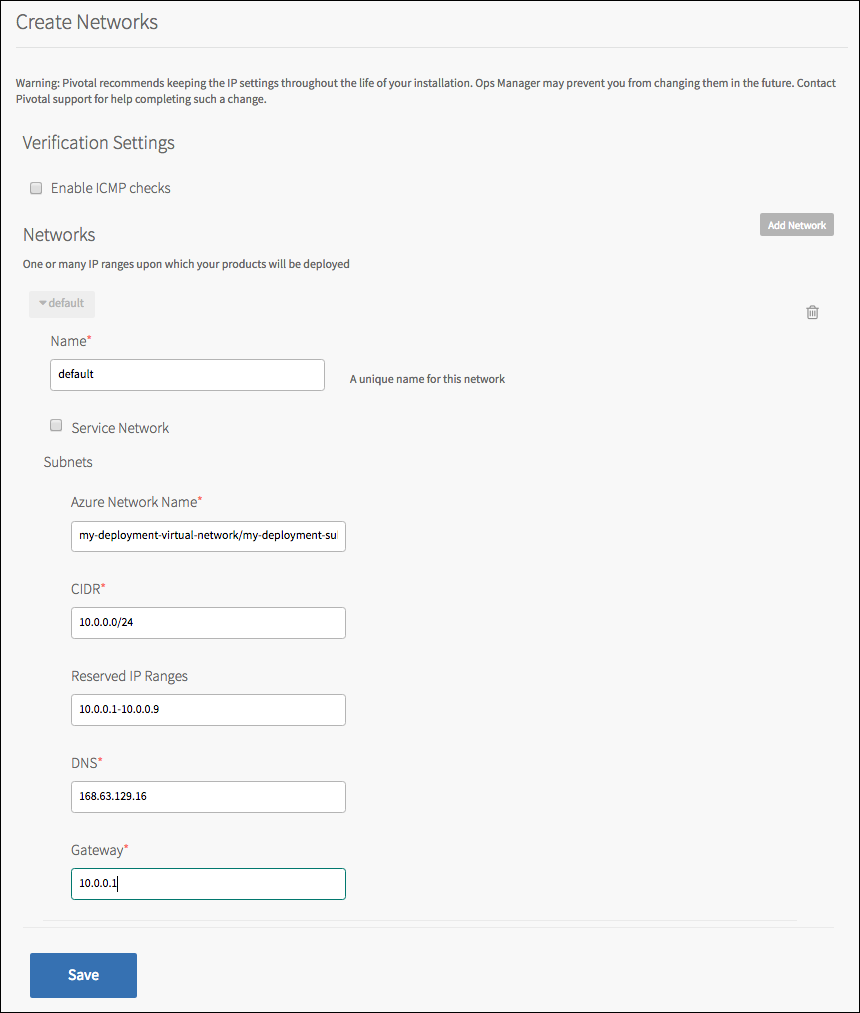 Create Networks
Warning: Pivotal recommends keeping the IP settings throughout the life of your installation. Ops Manager may prevent you from changing them in the future. Contact
Pivotal support for help completing such a change.
Verification Settings
Enable ICMP checks
Networks
Add Network
One or many IP ranges upon which your products will be deployed
default
Name*
default
A unique name for this network
Service Network
Subnets
Azure Network Name*
my-deployment-virtual-network/my-deployment-su
CIDR*
10.0.0.0/24
Reserved IP Ranges
10.0.0.1-10.0.0.9
DNS*
168.63.129.16
Gateway*
10.0.0.1
Save